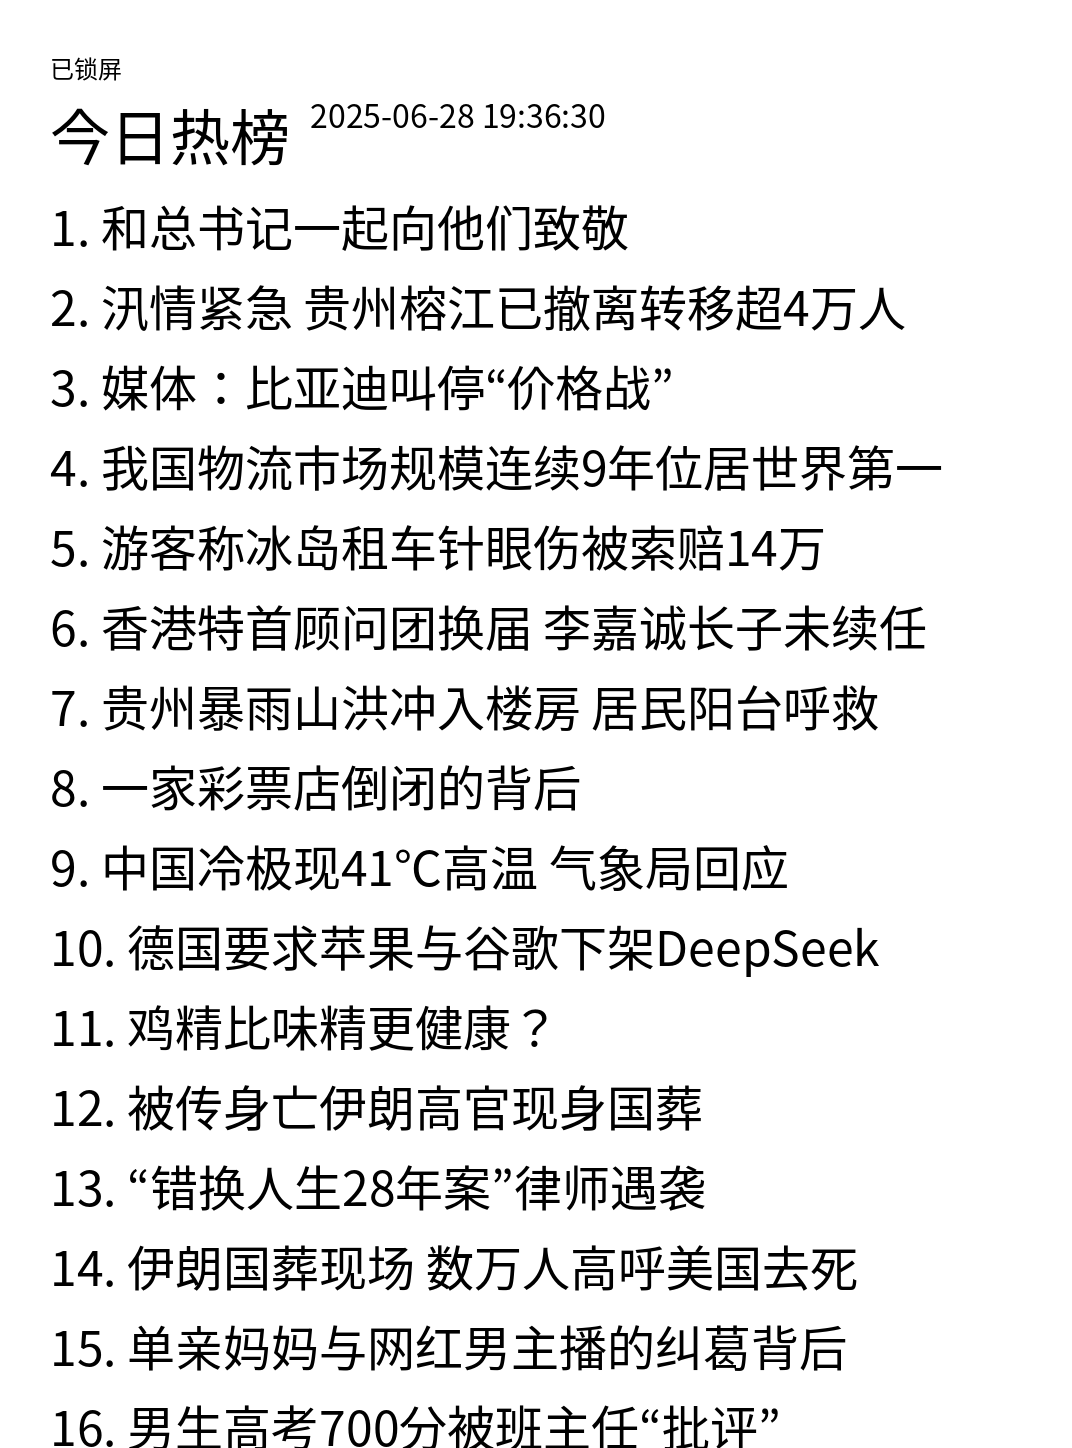 已锁屏
今日热榜 2025-06-28 19:36:30
1. 和总书记一起向他们致敬
2. 汛情紧急 贵州榕江已撤离转移超4万人
3. 媒体：比亚迪叫停“价格战”
4. 我国物流市场规模连续9年位居世界第一
5. 游客称冰岛租车针眼伤被索赔14万
6. 香港特首顾问团换届 李嘉诚长子未续任
7. 贵州暴雨山洪冲入楼房 居民阳台呼救
8. 一家彩票店倒闭的背后
9. 中国冷极现41℃高温 气象局回应
10. 德国要求苹果与谷歌下架DeepSeek
11. 鸡精比味精更健康？
12. 被传身亡伊朗高官现身国葬
13. “错换人生28年案”律师遇袭
14. 伊朗国葬现场 数万人高呼美国去死
15. 单亲妈妈与网红男主播的纠葛背后
16. 男生高考700分被班主任“批评”